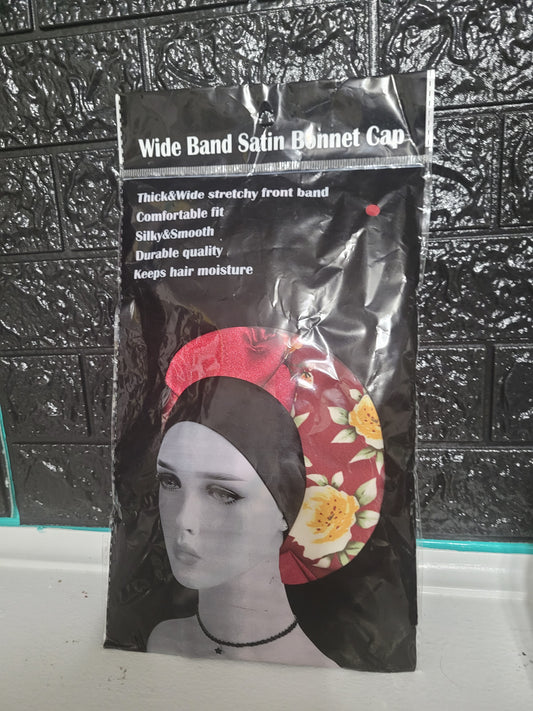 Wide Band Satin Bonnet Cap
Thick&Wide stretchy front band
Comfortable fit
Silky&Smooth
Durable quality
Keeps hair moisture